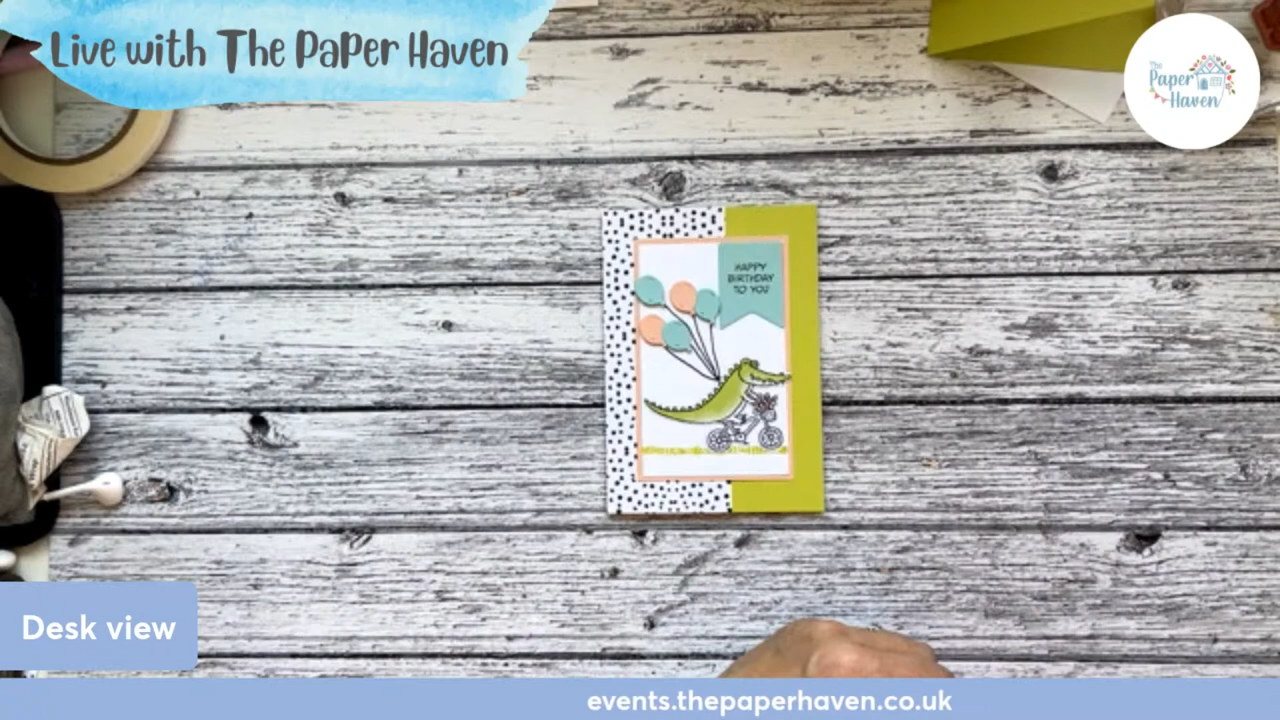 Live with The Paper Haven
The
Paper
Haven
HAPPY
BIRTHDAY
TO YOU
Desk view
events.thepaperhaven.co.uk